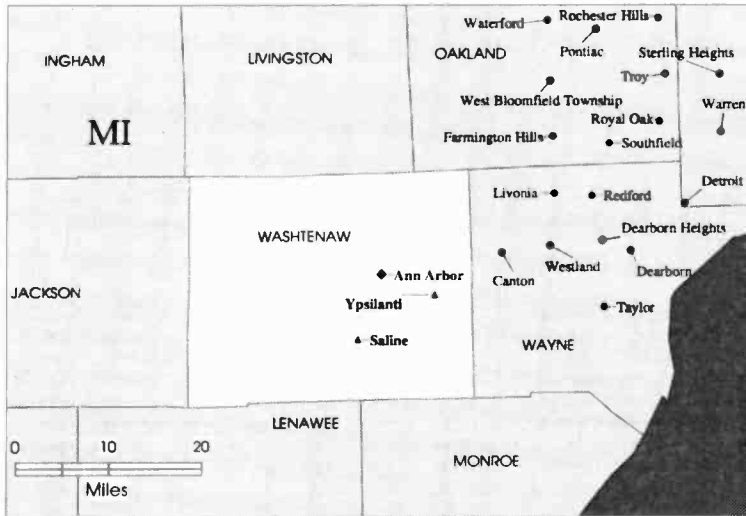 Waterford
Rochester Hills
INGHAM
LIVINGSTON
OAKLAND
Pontiac
Sterling Heights
Troy
West Bloomfield Township
Warren
MI
Royal Oak
Farmington Hills
Southfield
Livonia
Redford
Detroit
WASHTENAW
Dearborn Heights
Ann Arbor
Canton
Westland
Dearborn
JACKSON
Ypsilanti
Taylor
Saline
WAYNE
LENAWEE
0 10 20
MONROE
Miles